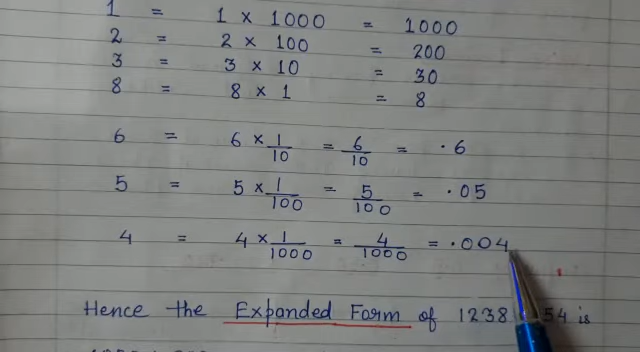 1 = 1 × 1000 = 1000
2 = 2 × 100 = 200
3 = 3 × 10 = 30
8 = 8 × 1 = 8
6 = 6 × 1/10 = 6/10 = .6
5 = 5 × 1/100 = 5/100 = .05
4 = 4 × 1/1000 = 4/1000 = .004
Hence the Expanded Form of 1238 54 is